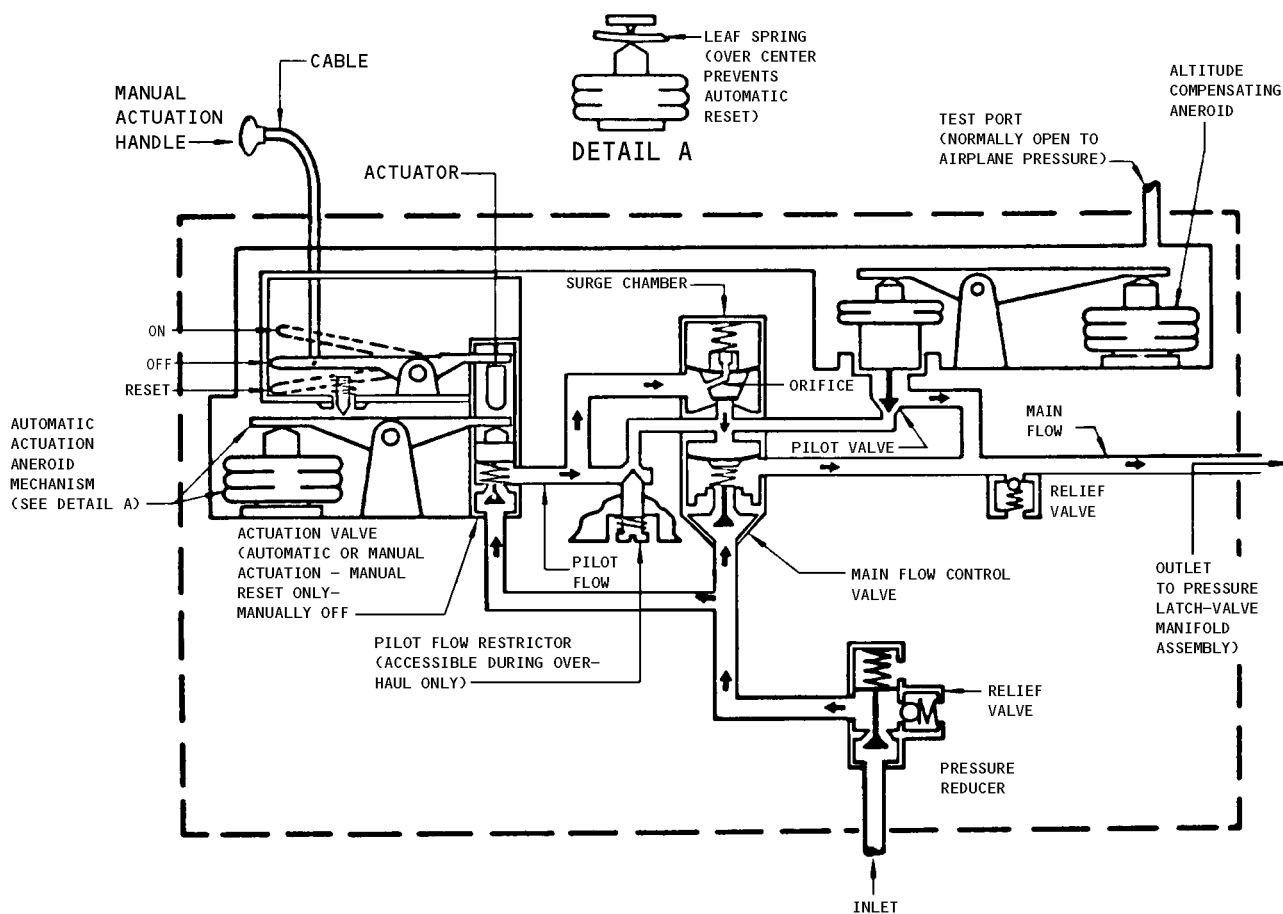 LEAF SPRING
(OVER CENTER
PREVENTS
AUTOMATIC
RESET)
DETAIL A
CABLE
MANUAL
ACTUATION
HANDLE
ACTUATOR
ALTITUDE
COMPENSATING
ANEROID
TEST PORT
(NORMALLY OPEN TO
AIRPLANE PRESSURE)
SURGE CHAMBER
ON
OFF
RESET
ORIFICE
AUTOMATIC
ACTUATION
ANEROID
MECHANISM
(SEE DETAIL A)
PILOT VALVE
MAIN
FLOW
RELIEF
VALVE
ACTUATION VALVE
(AUTOMATIC OR MANUAL
ACTUATION - MANUAL
RESET ONLY-
MANUALLY OFF
PILOT
FLOW
MAIN FLOW CONTROL
VALVE
OUTLET
TO PRESSURE
LATCH-VALVE
MANIFOLD
ASSEMBLY)
PILOT FLOW RESTRICTOR
(ACCESSIBLE DURING OVER-
HAUL ONLY)
RELIEF
VALVE
PRESSURE
REDUCER
INLET